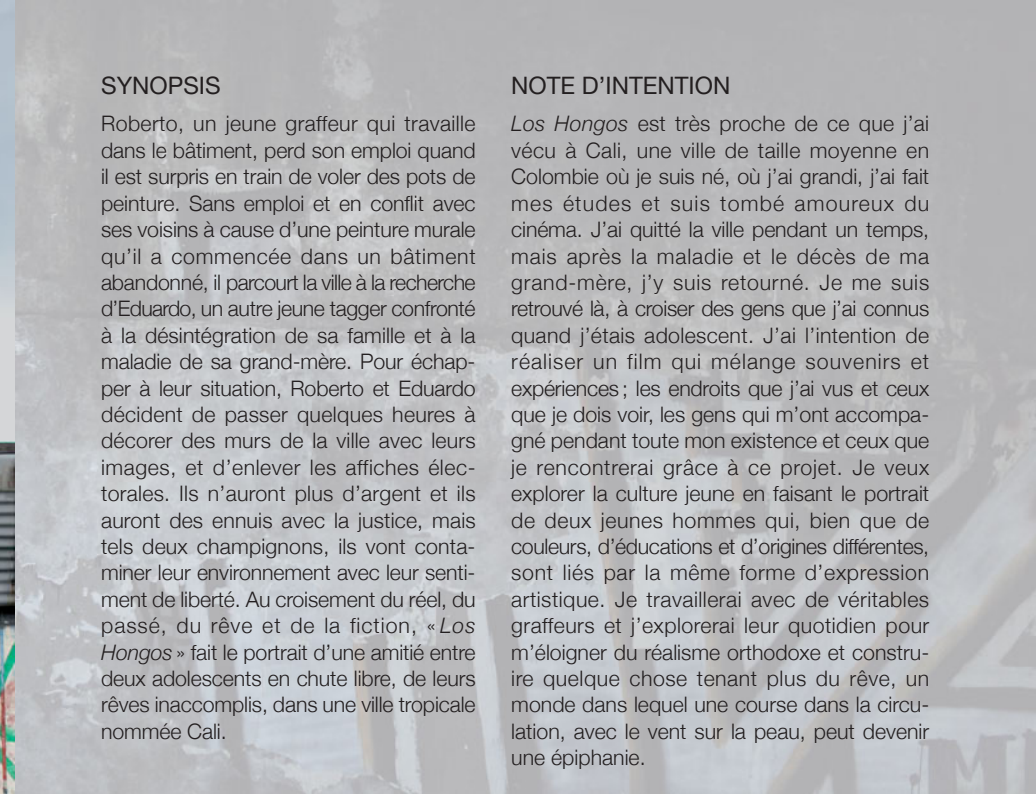 SYNOPSIS
Roberto, un jeune graffeur qui travaille
dans le bâtiment, perd son emploi quand
il est surpris en train de voler des pots de
peinture. Sans emploi et en conflit avec
ses voisins à cause d’une peinture murale
qu’il a commencée dans un bâtiment
abandonné, il parcourt la ville à la recherche
d’Eduardo, un autre jeune tagger confronté
à la désintégration de sa famille et à la
maladie de sa grand-mère. Pour échap-
per à leur situation, Roberto et Eduardo
décident de passer quelques heures à
décorer des murs de la ville avec leurs
images, et d’enlever les affiches élec-
torales. Ils n’auront plus d’argent et ils
auront des ennuis avec la justice, mais
tels deux champignons, ils vont conta-
miner leur environnement avec leur senti-
ment de liberté. Au croisement du réel, du
passé, du rêve et de la fiction, « Los
Hongos » fait le portrait d’une amitié entre
deux adolescents en chute libre, de leurs
rêves inaccomplis, dans une ville tropicale
nommée Cali.
NOTE D’INTENTION
Los Hongos est très proche de ce que j’ai
vécu à Cali, une ville de taille moyenne en
Colombie où je suis né, où j’ai grandi, j’ai fait
mes études et suis tombé amoureux du
cinéma. J’ai quitté la ville pendant un temps,
mais après la maladie et le décès de ma
grand-mère, j’y suis retourné. Je me suis
retrouvé là, à croiser des gens que j’ai connus
quand j’étais adolescent. J’ai l’intention de
réaliser un film qui mélange souvenirs et
expériences ; les endroits que j’ai vus et ceux
que je dois voir, les gens qui m’ont accompa-
gné pendant toute mon existence et ceux que
je rencontrerai grâce à ce projet. Je veux
explorer la culture jeune en faisant le portrait
de deux jeunes hommes qui, bien que de
couleurs, d’éducations et d’origines différentes,
sont liés par la même forme d’expression
artistique. Je travaillerai avec de véritables
graffeurs et j’explorerai leur quotidien pour
m’éloigner du réalisme orthodoxe et constru-
ire quelque chose tenant plus du rêve, un
monde dans lequel une course dans la circu-
lation, avec le vent sur la peau, peut devenir
une épiphanie.